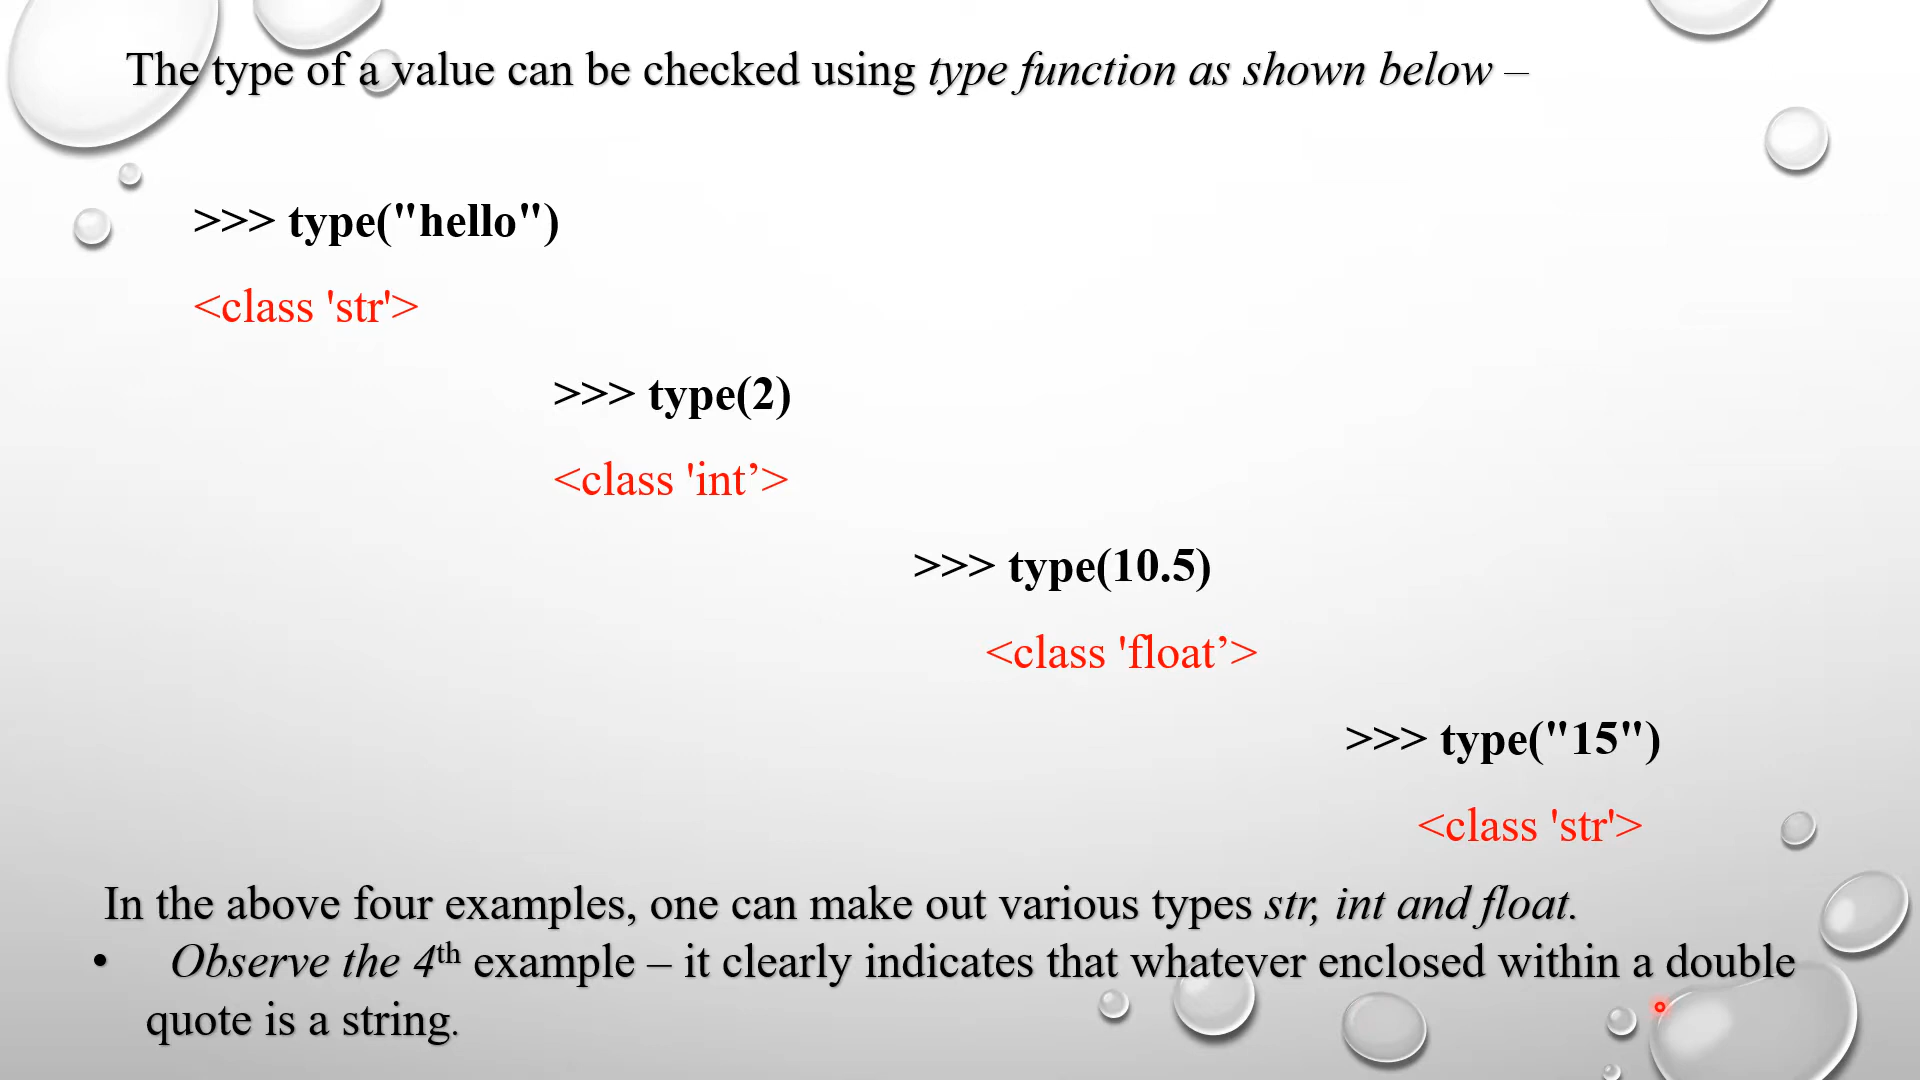 The type of a value can be checked using type function as shown below –
>>> type("hello")
<class 'str'>
>>> type(2)
<class 'int’>
>>> type(10.5)
<class 'float’>
>>> type("15")
<class 'str'>
In the above four examples, one can make out various types str, int and float.
• Observe the 4th example – it clearly indicates that whatever enclosed within a double
quote is a string.